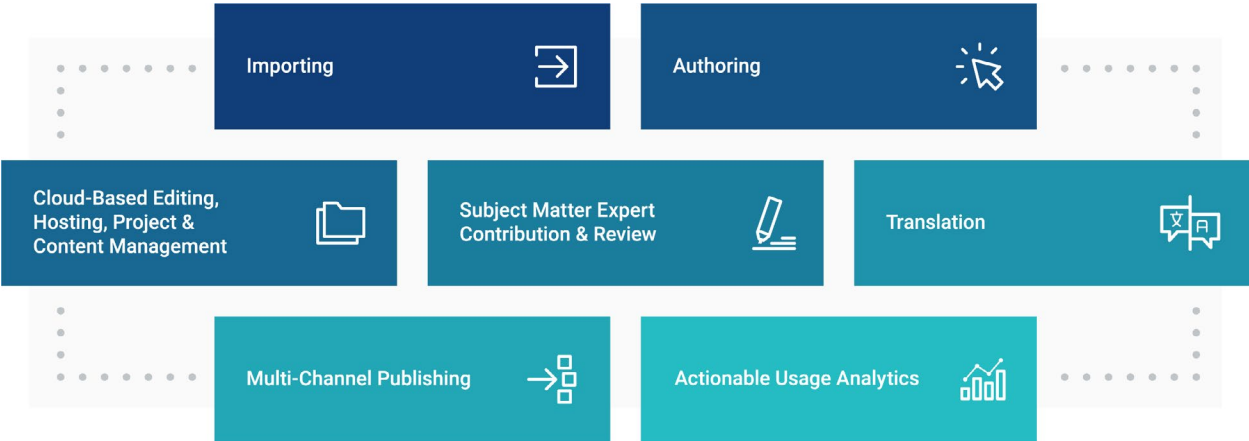 Importing
Authoring
Cloud-Based Editing,
Hosting, Project &
Content Management
Subject Matter Expert
Contribution & Review
Translation
文
A
Multi-Channel Publishing
Actionable Usage Analytics